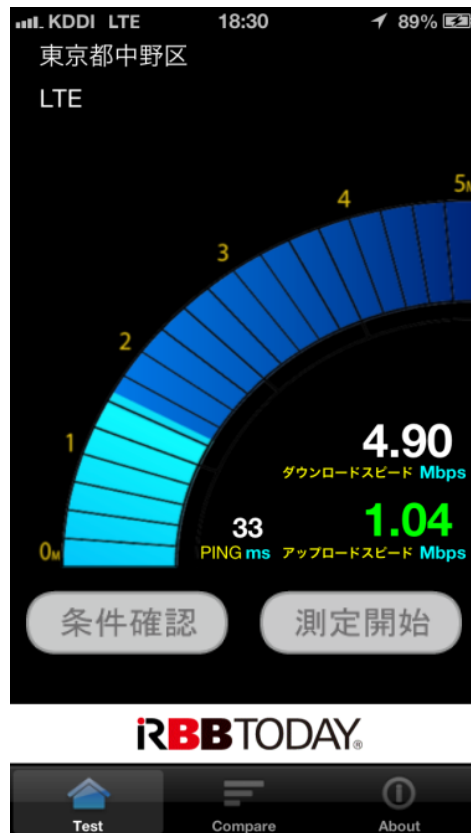 KDDI LTE 18:30 89%
東京都中野区
LTE
5M
4
3
2
1
0M
4.90
ダウンロードスピード Mbps
33 1.04
PING ms アップロードスピード Mbps
条件確認 測定開始
iRBBTODAY®
Test Compare About